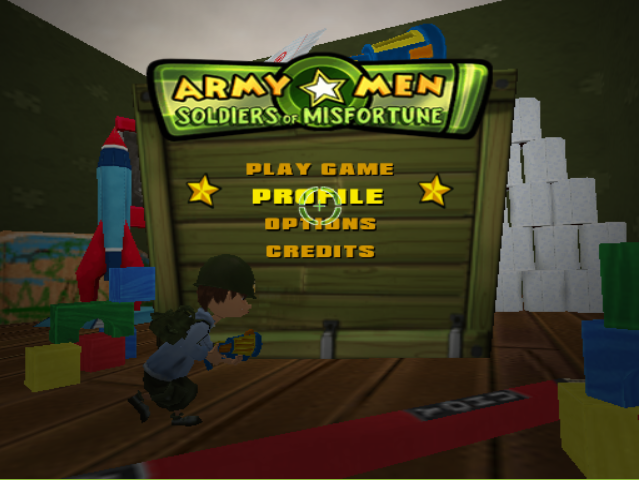 ARMY MEN
SOLDIERS OF MISFORTUNE
PLAY GAME
PROFILE
OPTIONS
CREDITS